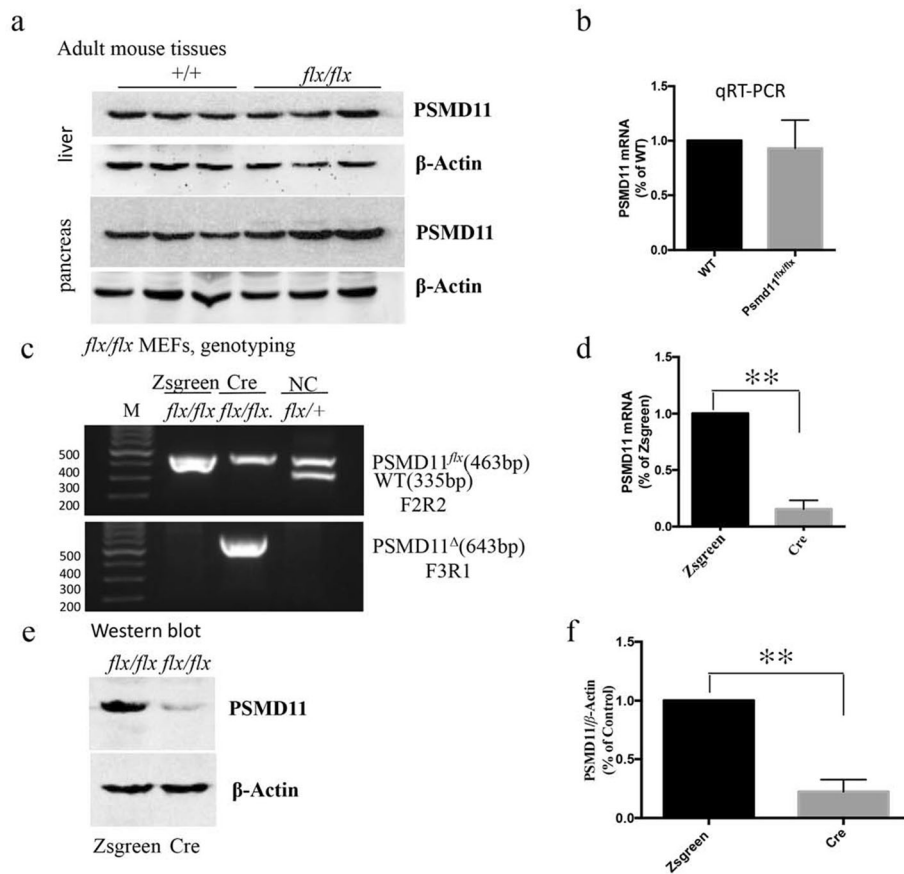 a
Adult mouse tissues
+/+ flx/flx
liver
PSMD11
β-Actin
pancreas
PSMD11
β-Actin
b
qRT-PCR
PSMD11 mRNA
(% of WT)
1.5
1.0
0.5
0.0
WT
Psmd11flx/flx
c
flx/flx MEFs, genotyping
Zsgreen Cre NC
M flx/flx flx/flx. flx/+
500
400
300
200
PSMD11flx(463bp)
WT(335bp)
F2R2
500
400
300
200
PSMD11Δ(643bp)
F3R1
d
PSMD11 mRNA
(% of Zsgreen)
1.5
1.0
0.5
0.0
**
Zsgreen
Cre
e
Western blot
flx/flx flx/flx
PSMD11
β-Actin
Zsgreen Cre
f
PSMD11/β-Actin
(% of Control)
1.5
1.0
0.5
0.0
**
Zsgreen
Cre